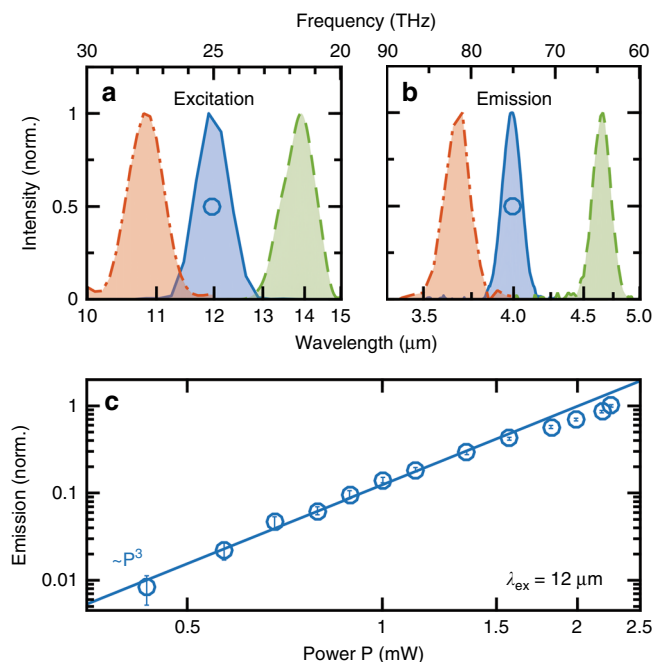 Frequency (THz)
30 25 20 90 80 70 60
a Excitation b Emission
1
0.5
0
Intensity (norm.)
10 11 12 13 14 15 3.5 4.0 4.5 5.0
Wavelength (μm)
c
1
0.1
0.01
Emission (norm.)
~P³
λex = 12 μm
0.5 1 1.5 2 2.5
Power P (mW)